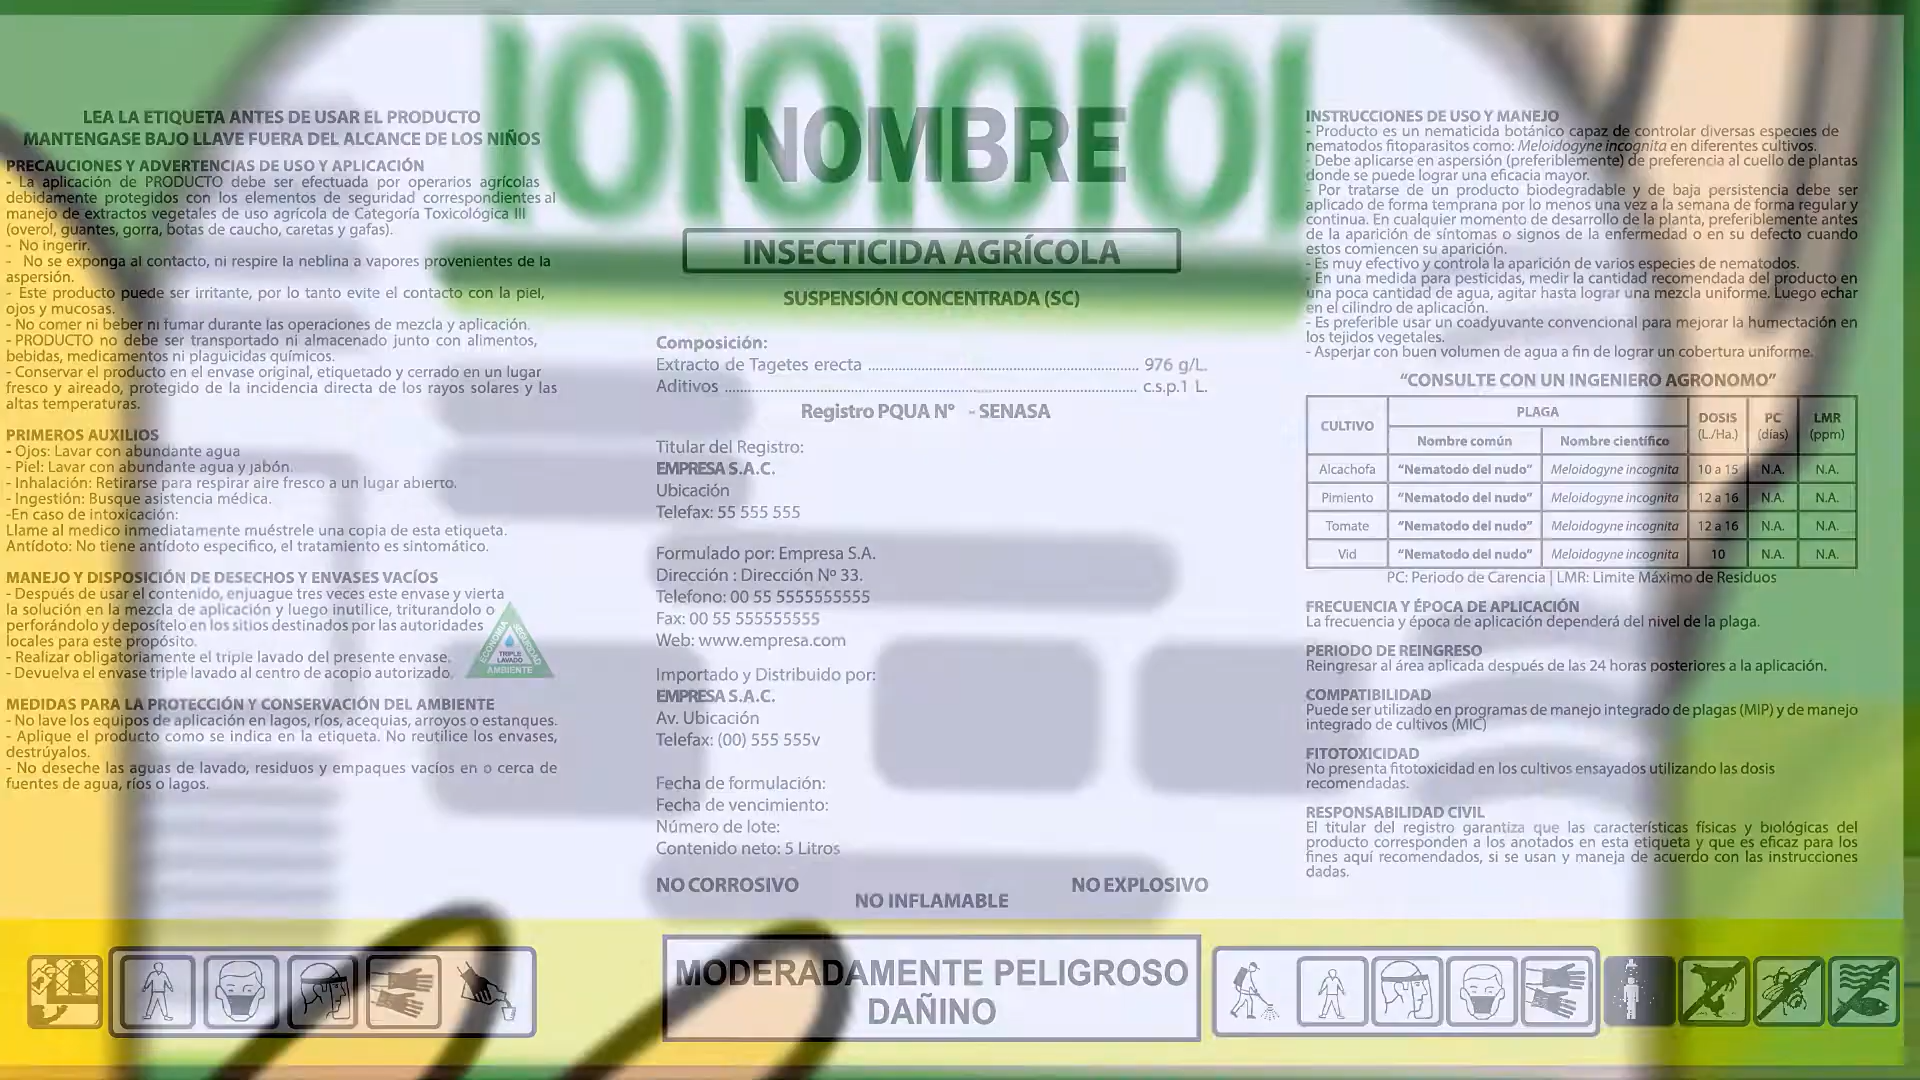 LEA LA ETIQUETA ANTES DE USAR EL PRODUCTO
MANTENGASE BAJO LLAVE FUERA DEL ALCANCE DE LOS NIÑOS
PRECAUCIONES Y ADVERTENCIAS DE USO Y APLICACIÓN
- La aplicación de PRODUCTO debe ser efectuada por operarios agrícolas
debidamente protegidos con los elementos de seguridad correspondientes al
manejo de extractos vegetales de uso agrícola de Categoría Toxicológica III
(overol, guantes, gorra, botas de caucho, caretas y gafas).
- No ingerir.
- No se exponga al contacto, ni respire la neblina a vapores provenientes de la
aspersión.
- Este producto puede ser irritante, por lo tanto evite el contacto con la piel,
ojos y mucosas.
- No comer ni beber ni fumar durante las operaciones de mezcla y aplicación.
- PRODUCTO no debe ser transportado ni almacenado junto con alimentos,
bebidas, medicamentos ni plaguicidas químicos.
- Conservar el producto en el envase original, etiquetado y cerrado en un lugar
fresco y aireado, protegido de la incidencia directa de los rayos solares y las
altas temperaturas.
PRIMEROS AUXILIOS
- Ojos: Lavar con abundante agua
- Piel: Lavar con abundante agua y jabón.
- Inhalación: Retirarse para respirar aire fresco a un lugar abierto.
- Ingestión: Busque asistencia médica.
-En caso de intoxicación:
Llame al medico inmediatamente muéstrele una copia de esta etiqueta.
Antídoto: No tiene antídoto especifico, el tratamiento es sintomático.
MANEJO Y DISPOSICIÓN DE DESECHOS Y ENVASES VACÍOS
- Después de usar el contenido, enjuague tres veces este envase y vierta
la solución en la mezcla de aplicación y luego inutilice, triturandolo o
perforándolo y deposítelo en los sitios destinados por las autoridades
locales para este propósito.
- Realizar obligatoriamente el triple lavado del presente envase.
- Devuelva el envase triple lavado al centro de acopio autorizado.
ECONOMIA
SEGURIDAD
TRIPLE
LAVADO
AMBIENTE
MEDIDAS PARA LA PROTECCIÓN Y CONSERVACIÓN DEL AMBIENTE
- No lave los equipos de aplicación en lagos, ríos, acequias, arroyos o estanques.
- Aplique el producto como se indica en la etiqueta. No reutilice los envases,
destrúyalos.
- No deseche las aguas de lavado, residuos y empaques vacíos en o cerca de
fuentes de agua, ríos o lagos.
NOMBRE
INSECTICIDA AGRÍCOLA
SUSPENSIÓN CONCENTRADA (SC)
Composición:
Extracto de Tagetes erecta ........ 976 g/L.
Aditivos ........ c.s.p.1 L.
Registro PQUA N° - SENASA
Titular del Registro:
EMPRESA S.A.C.
Ubicación
Telefax: 55 555 555
Formulado por: Empresa S.A.
Dirección : Dirección Nº 33.
Telefono: 00 55 5555555555
Fax: 00 55 555555555
Web: www.empresa.com
Importado y Distribuido por:
EMPRESA S.A.C.
Av. Ubicación
Telefax: (00) 555 555v
Fecha de formulación:
Fecha de vencimiento:
Número de lote:
Contenido neto: 5 Litros
NO CORROSIVO
NO INFLAMABLE
NO EXPLOSIVO
MODERADAMENTE PELIGROSO
DAÑINO
INSTRUCCIONES DE USO Y MANEJO
- Producto es un nematicida botánico capaz de controlar diversas especies de
nematodos fitoparasitos como: Meloidogyne incognita en diferentes cultivos.
- Debe aplicarse en aspersión (preferiblemente) de preferencia al cuello de plantas
donde se puede lograr una eficacia mayor.
- Por tratarse de un producto biodegradable y de baja persistencia debe ser
aplicado de forma temprana por lo menos una vez a la semana de forma regular y
continua. En cualquier momento de desarrollo de la planta, preferiblemente antes
de la aparición de síntomas o signos de la enfermedad o en su defecto cuando
estos comiencen su aparición.
- Es muy efectivo y controla la aparición de varios especies de nematodos.
- En una medida para pesticidas, medir la cantidad recomendada del producto en
una poca cantidad de agua, agitar hasta lograr una mezcla uniforme. Luego echar
en el cilindro de aplicación.
- Es preferible usar un coadyuvante convencional para mejorar la humectación en
los tejidos vegetales.
- Asperjar con buen volumen de agua a fin de lograr un cobertura uniforme.
“CONSULTE CON UN INGENIERO AGRONOMO”
CULTIVO PLAGA DOSIS (L./Ha.) PC (días) LMR (ppm)
Nombre común Nombre científico
Alcachofa “Nematodo del nudo” Meloidogyne incognita 10 a 15 N.A. N.A.
Pimiento “Nematodo del nudo” Meloidogyne incognita 12 a 16 N.A. N.A.
Tomate “Nematodo del nudo” Meloidogyne incognita 12 a 16 N.A. N.A.
Vid “Nematodo del nudo” Meloidogyne incognita 10 N.A. N.A.
PC: Periodo de Carencia | LMR: Limite Máximo de Residuos
FRECUENCIA Y ÉPOCA DE APLICACIÓN
La frecuencia y época de aplicación dependerá del nivel de la plaga.
PERIODO DE REINGRESO
Reingresar al área aplicada después de las 24 horas posteriores a la aplicación.
COMPATIBILIDAD
Puede ser utilizado en programas de manejo integrado de plagas (MIP) y de manejo
integrado de cultivos (MIC)
FITOTOXICIDAD
No presenta fitotoxicidad en los cultivos ensayados utilizando las dosis
recomendadas.
RESPONSABILIDAD CIVIL
El titular del registro garantiza que las características físicas y biológicas del
producto corresponden a los anotados en esta etiqueta y que es eficaz para los
fines aquí recomendados, si se usan y maneja de acuerdo con las instrucciones
dadas.